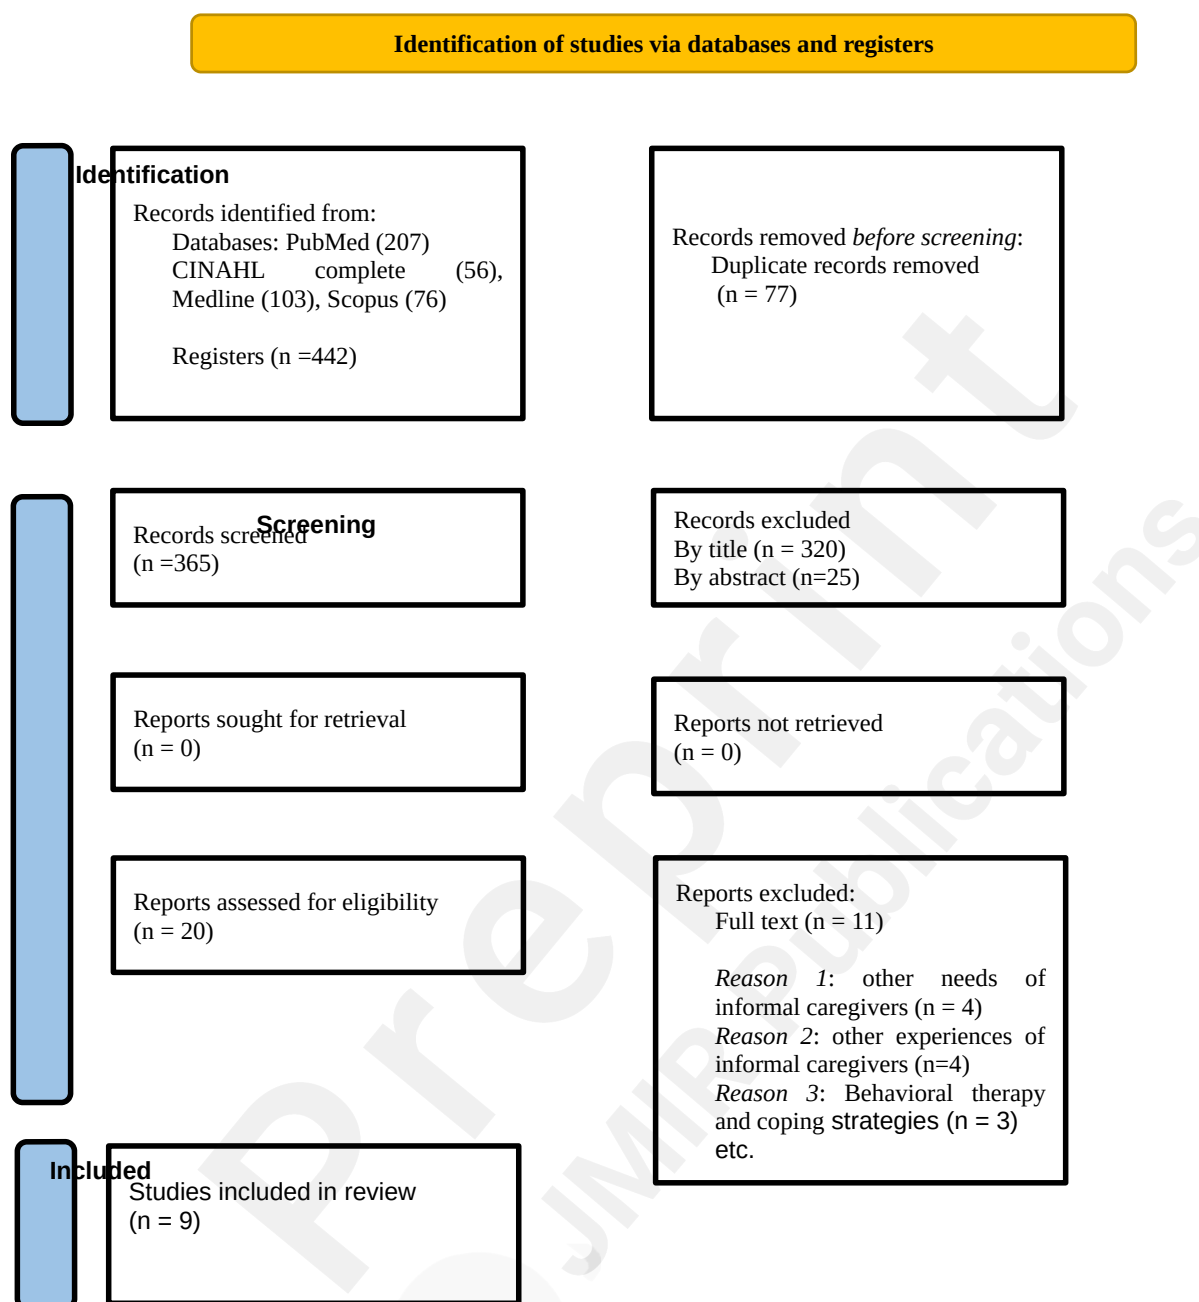 Identification of studies via databases and registers
Identification
Records identified from:
Databases: PubMed (207)
CINAHL complete (56),
Medline (103), Scopus (76)
Registers (n =442)
Records removed before screening:
Duplicate records removed
(n = 77)
Screening
Records screened
(n =365)
Records excluded
By title (n = 320)
By abstract (n=25)
Reports sought for retrieval
(n = 0)
Reports not retrieved
(n = 0)
Reports assessed for eligibility
(n = 20)
Reports excluded:
Full text (n = 11)
Reason 1: other needs of
informal caregivers (n = 4)
Reason 2: other experiences of
informal caregivers (n=4)
Reason 3: Behavioral therapy
and coping strategies (n = 3)
etc.
Included
Studies included in review
(n = 9)
Preprint
JMIR Publications